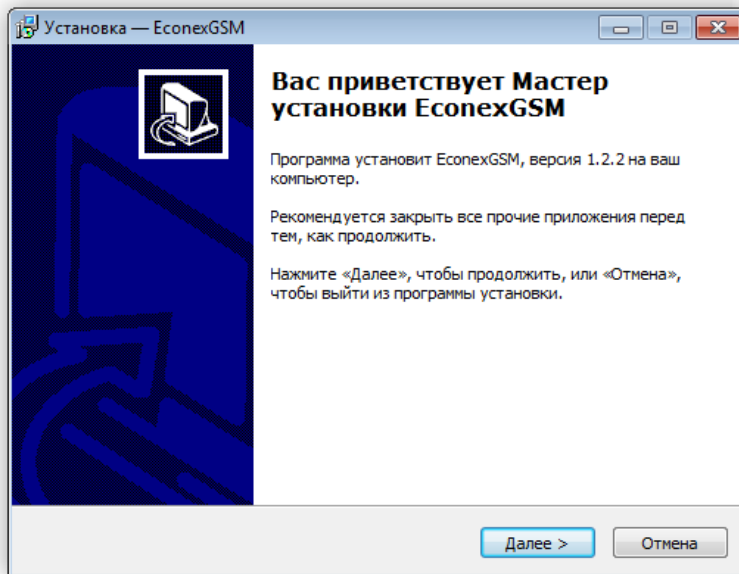 Установка — EconexGSM
Вас приветствует Мастер
установки EconexGSM
Программа установит EconexGSM, версия 1.2.2 на ваш
компьютер.
Рекомендуется закрыть все прочие приложения перед
тем, как продолжить.
Нажмите «Далее», чтобы продолжить, или «Отмена»,
чтобы выйти из программы установки.
Далее >
Отмена